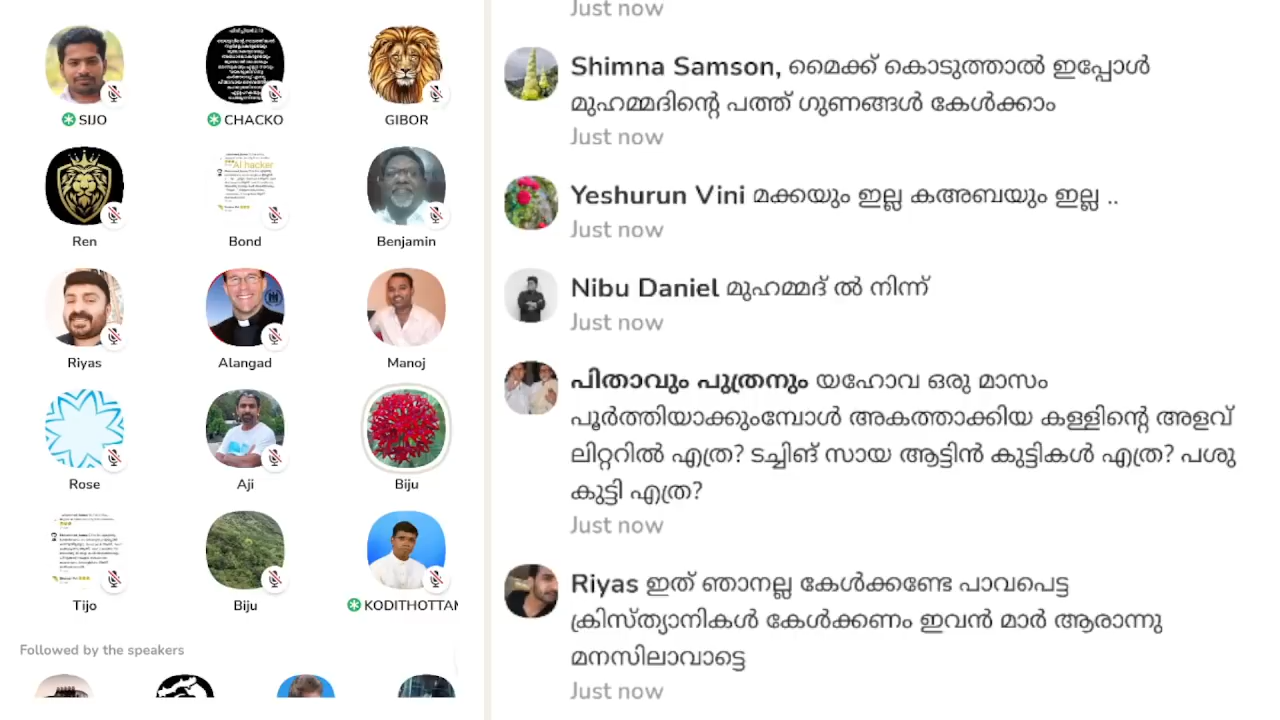 SIJO
CHACKO
GIBOR
AI hacker
Ren
Bond
Benjamin
Riyas
Alangad
Manoj
Rose
Aji
Biju
Tijo
Biju
KODITHOTTAM
Followed by the speakers
Just now
Shimna Samson, മൈക്ക് കൊടുത്താൽ ഇപ്പോൾ
മുഹമ്മദിന്റെ പത്ത് ഗുണങ്ങൾ കേൾക്കാം
Just now
Yeshurun Vini മക്കയും ഇല്ല കഅബയും ഇല്ല ..
Just now
Nibu Daniel മുഹമ്മദ് ൽ നിന്ന്
Just now
പിതാവും പുത്രനും യഹോവ ഒരു മാസം
പൂർത്തിയാക്കുംമ്പോൾ അകത്താക്കിയ കള്ളിന്റെ അളവ്
ലിറ്ററിൽ എത്ര? ടച്ചിങ് സായ ആട്ടിൻ കുട്ടികൾ എത്ര? പശു
കുട്ടി എത്ര?
Just now
Riyas ഇത് ഞാനല്ല കേൾക്കണ്ടേ പാവപെട്ട
ക്രിസ്ത്യാനികൾ കേൾക്കണം ഇവൻ മാർ ആരാന്നു
മനസിലാവാട്ടെ
Just now